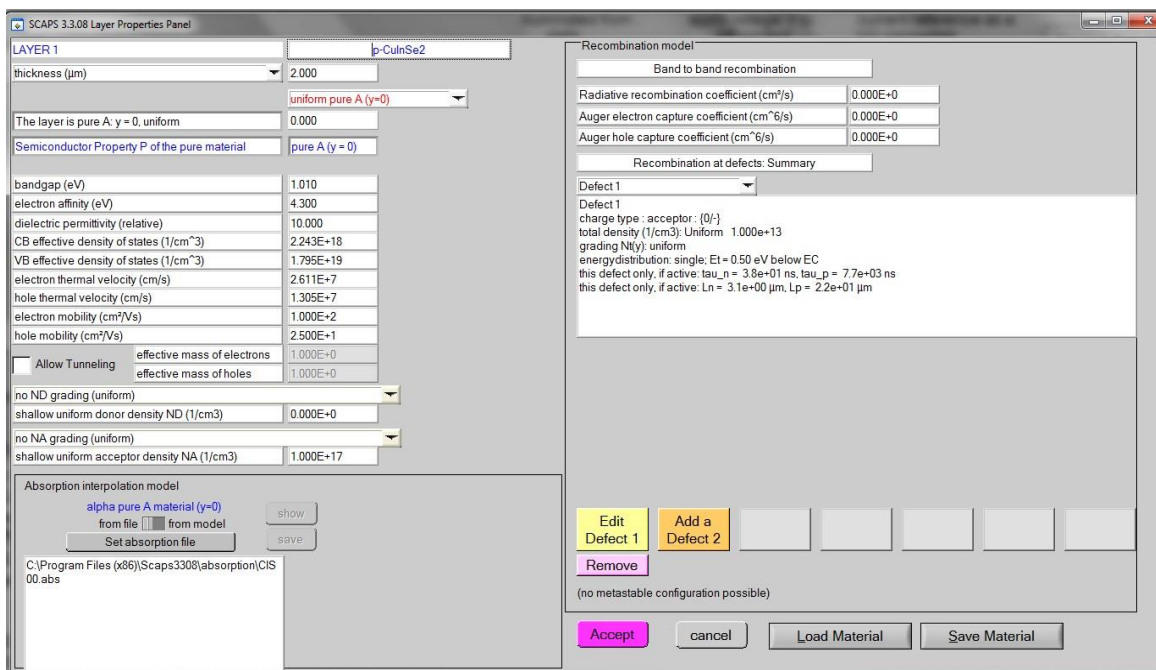 SCAPS 3.3.08 Layer Properties Panel
LAYER 1 p-CuInSe2
thickness (µm) 2.000
uniform pure A (y=0)
The layer is pure A: y = 0, uniform 0.000
Semiconductor Property P of the pure material pure A (y = 0)
bandgap (eV) 1.010
electron affinity (eV) 4.300
dielectric permittivity (relative) 10.000
CB effective density of states (1/cm^3) 2.243E+18
VB effective density of states (1/cm^3) 1.795E+19
electron thermal velocity (cm/s) 2.611E+7
hole thermal velocity (cm/s) 1.305E+7
electron mobility (cm²/Vs) 1.000E+2
hole mobility (cm²/Vs) 2.500E+1
Allow Tunneling
effective mass of electrons 1.000E+0
effective mass of holes 1.000E+0
no ND grading (uniform)
shallow uniform donor density ND (1/cm3) 0.000E+0
no NA grading (uniform)
shallow uniform acceptor density NA (1/cm3) 1.000E+17
Absorption interpolation model
alpha pure A material (y=0)
from file from model
show
Set absorption file
save
C:\Program Files (x86)\Scaps3308\absorption\CIS
00.abs
Recombination model
Band to band recombination
Radiative recombination coefficient (cm³/s) 0.000E+0
Auger electron capture coefficient (cm^6/s) 0.000E+0
Auger hole capture coefficient (cm^6/s) 0.000E+0
Recombination at defects: Summary
Defect 1
Defect 1
charge type : acceptor : {0/-}
total density (1/cm3): Uniform 1.000e+13
grading Nt(y): uniform
energydistribution: single; Et = 0.50 eV below EC
this defect only, if active: tau_n = 3.8e+01 ns, tau_p = 7.7e+03 ns
this defect only, if active: Ln = 3.1e+00 µm, Lp = 2.2e+01 µm
Edit
Defect 1
Add a
Defect 2
Remove
(no metastable configuration possible)
Accept cancel Load Material Save Material